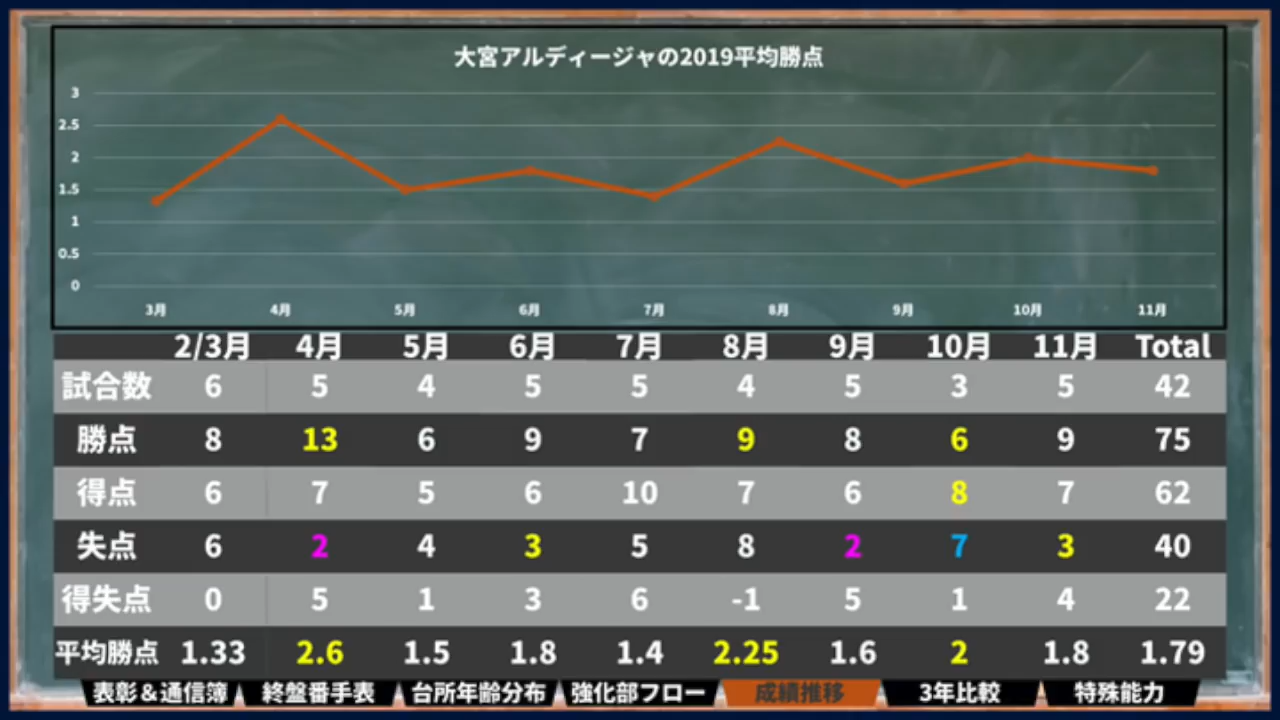 大宮アルディージャの2019平均勝点
3
2.5
2
1.5
1
0.5
0
3月 4月 5月 6月 7月 8月 9月 10月 11月
2/3月 4月 5月 6月 7月 8月 9月 10月 11月 Total
試合数 6 5 4 5 5 4 5 3 5 42
勝点 8 13 6 9 7 9 8 6 9 75
得点 6 7 5 6 10 7 6 8 7 62
失点 6 2 4 3 5 8 2 7 3 40
得失点 0 5 1 3 6 -1 5 1 4 22
平均勝点 1.33 2.6 1.5 1.8 1.4 2.25 1.6 2 1.8 1.79
表彰＆通信簿 終盤番手表 台所年齢分布 強化部フロー 成績推移 3年比較 特殊能力